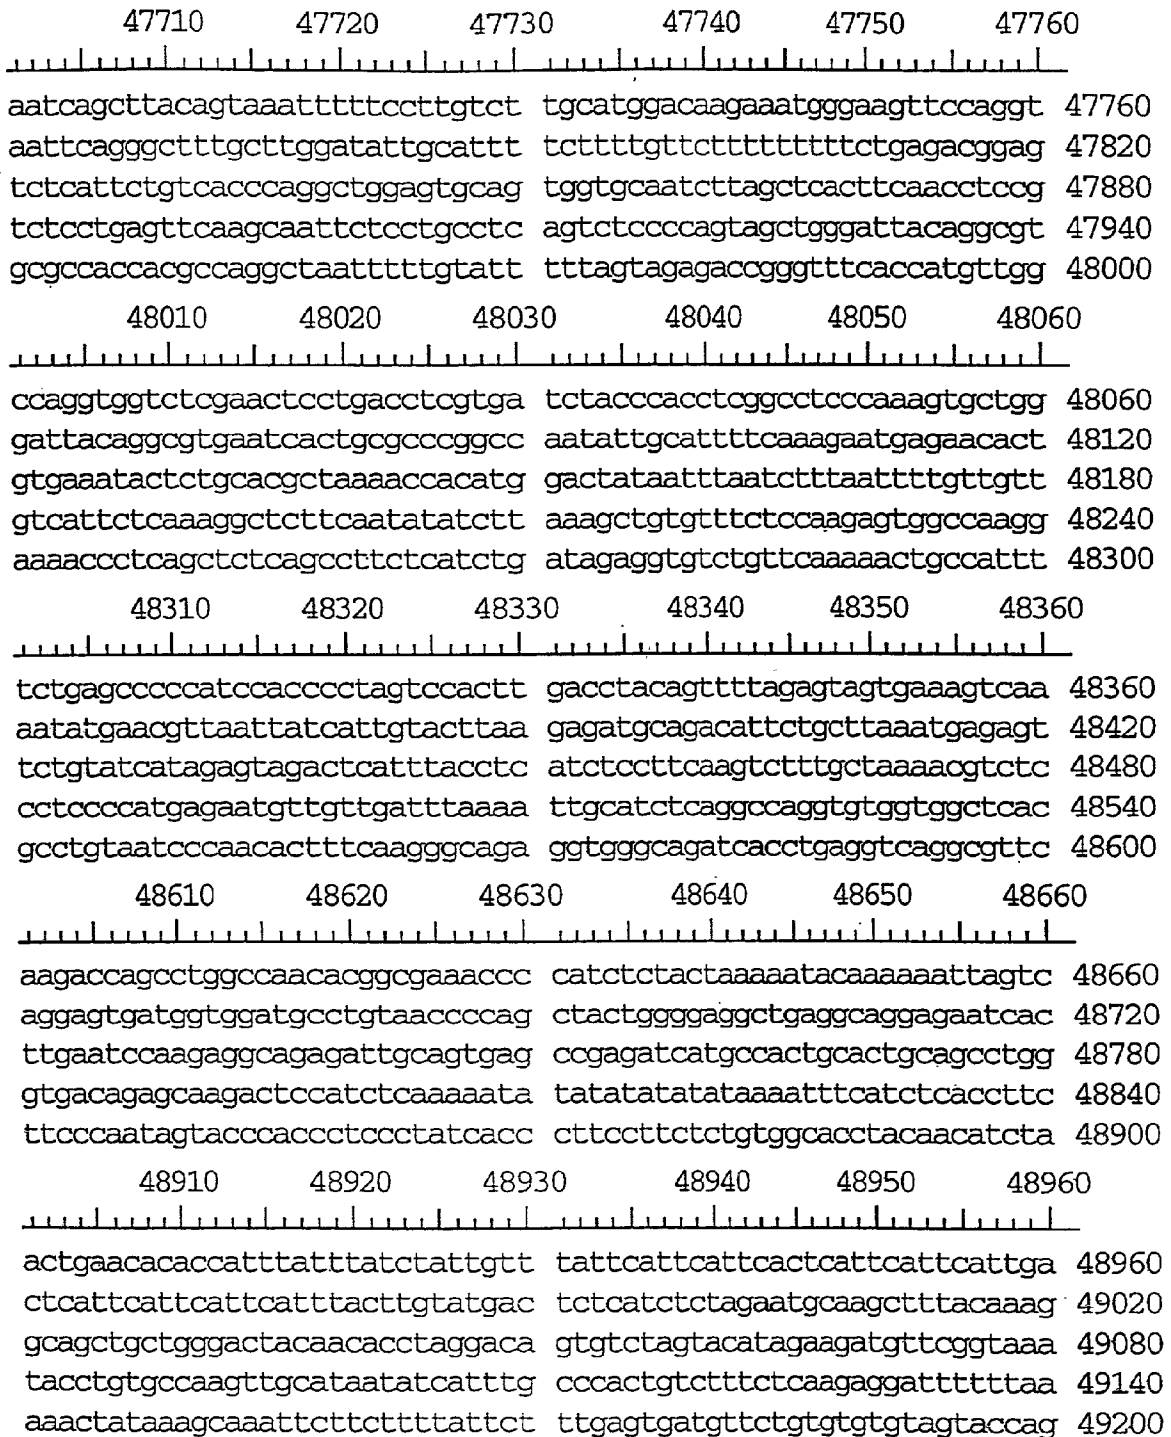 47710 47720 47730 47740 47750 47760
aatcagcttacagtaaatttttccttgtct tgcatggacaagaaatgggaagttccaggt 47760
aattcagggctttgcttggatattgcattt tcttttgttctttttttttctgagacggag 47820
tctcattctgtcacccaggctggagtgcag tggtgcaatcttagctcacttcaacctccg 47880
tctcctgagttcaagcaattctcctgcctc agtctccccagtagctgggattacaggcgt 47940
gcgccaccacgccaggctaatttttgtatt tttagtagagaccgggtttcaccatgttgg 48000
48010 48020 48030 48040 48050 48060
ccaggtggtctcgaactcctgacctcgtga tctacccacctcggcctcccaaagtgctgg 48060
gattacaggcgtgaatcactgcgcccggcc aatattgcattttcaaagaatgagaacact 48120
gtgaaatactctgcacgctaaaaccacatg gactataatttaatctttaattttgttgtt 48180
gtcattctcaaaggctcttcaatatatctt aaagctgtgtttctccaagagtggccaagg 48240
aaaaccctcagctctcagccttctcatctg atagaggtgtctgttcaaaaactgccattt 48300
48310 48320 48330 48340 48350 48360
tctgagcccccatccacccctagtccactt gacctacagttttagagtagtgaaagtcaa 48360
aatatgaacgttaattatcattgtacttaa gagatgcagacattctgcttaaatgagagt 48420
tctgtatcatagagtagactcatttacctc atctccttcaagtctttgctaaaacgtctc 48480
cctccccatgagaatgttgttgatttaaaa ttgcatctcaggccaggtgtggtggctcac 48540
gcctgtaatcccaacactttcaagggcaga ggtgggcagatcacctgaggtcaggcgttc 48600
48610 48620 48630 48640 48650 48660
aagaccagcctggccaacacggcgaaaccc catctctactaaaaatacaaaaaattagtc 48660
aggagtgatggtggatgcctgtaaccccag ctactggggaggctgaggcaggagaatcac 48720
ttgaatccaagaggcagagattgcagtgag ccgagatcatgccactgcactgcagcctgg 48780
gtgacagagcaagactccatctcaaaaata tatatatatataaaatttcatctcaccttc 48840
ttcccaatagtacccaccctccctatcacc cttccttctctgtggcacctacaacatcta 48900
48910 48920 48930 48940 48950 48960
actgaacacaccatttatttatctattgtt tattcattcattcactcattcattcattga 48960
ctcattcattcattcatttacttgtatgac tctcatctctagaatgcaagctttacaaag 49020
gcagctgctgggactacaacacctaggaca gtgtctagtacatagaagatgttcggtaaa 49080
tacctgtgccaagttgcataatatcatttg cccactgtctttctcaagaggattttttaa 49140
aaactataaagcaaattcttcttttattct ttgagtgatgttctgtgtgtgtagtaccag 49200